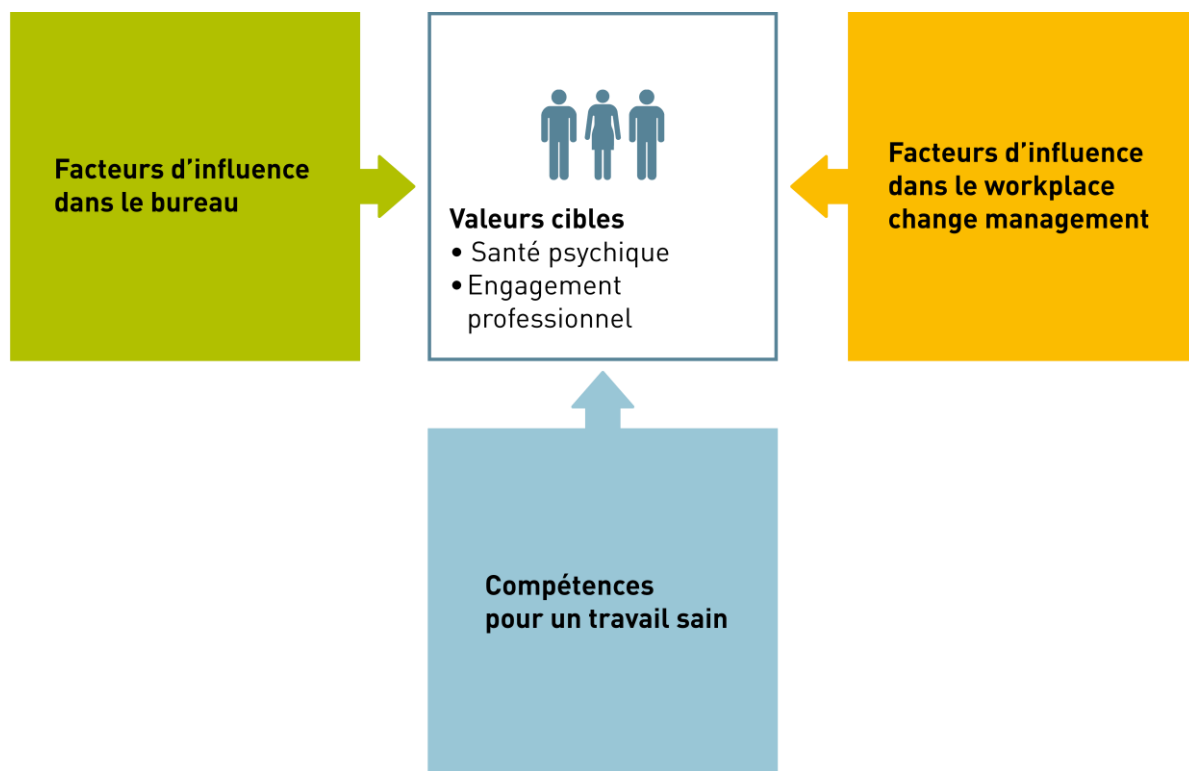 Facteurs d’influence
dans le bureau
Valeurs cibles
• Santé psychique
• Engagement
professionnel
Facteurs d’influence
dans le workplace
change management
Compétences
pour un travail sain